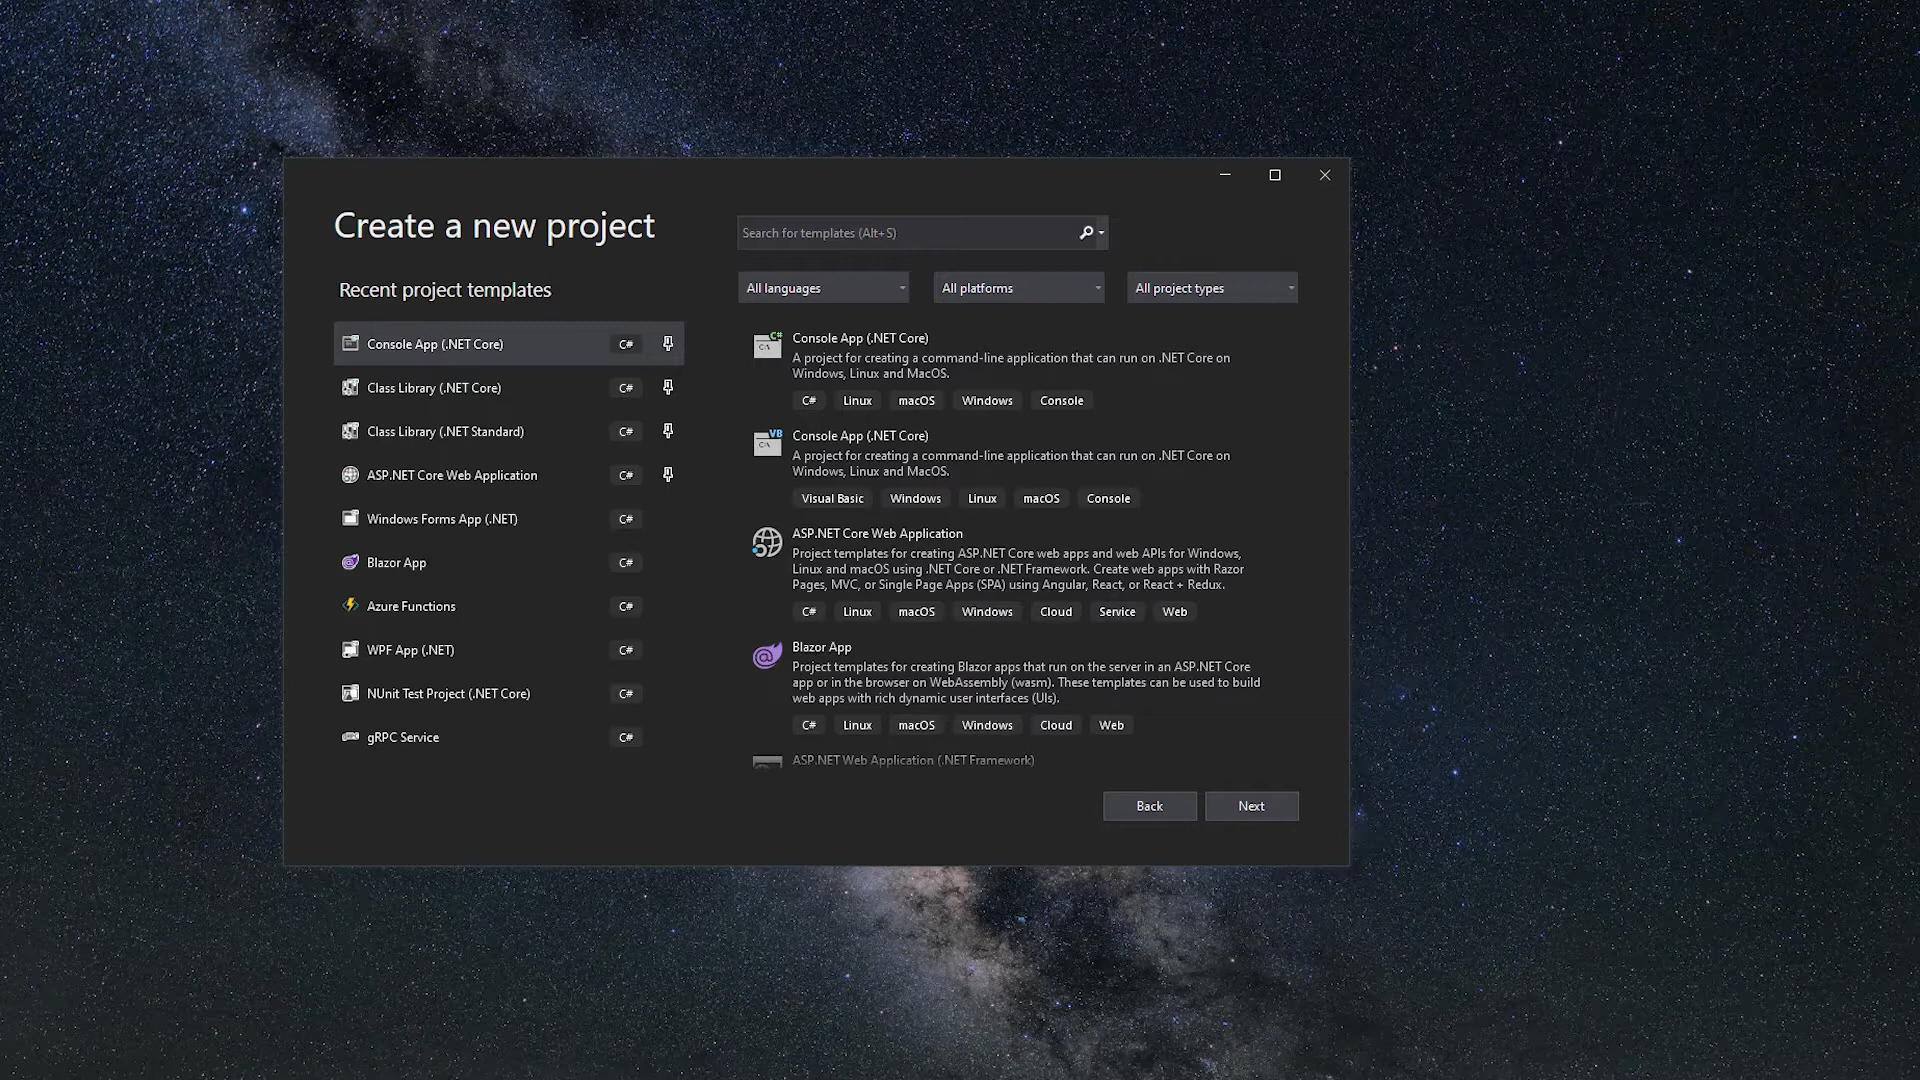 Create a new project
Search for templates (Alt+S)
Recent project templates
All languages
All platforms
All project types
Console App (.NET Core) C#
Class Library (.NET Core) C#
Class Library (.NET Standard) C#
ASP.NET Core Web Application C#
Windows Forms App (.NET) C#
Blazor App C#
Azure Functions C#
WPF App (.NET) C#
NUnit Test Project (.NET Core) C#
gRPC Service C#
C#
Console App (.NET Core)
A project for creating a command-line application that can run on .NET Core on
Windows, Linux and MacOS.
C# Linux macOS Windows Console
VB
Console App (.NET Core)
A project for creating a command-line application that can run on .NET Core on
Windows, Linux and MacOS.
Visual Basic Windows Linux macOS Console
ASP.NET Core Web Application
Project templates for creating ASP.NET Core web apps and web APIs for Windows,
Linux and macOS using .NET Core or .NET Framework. Create web apps with Razor
Pages, MVC, or Single Page Apps (SPA) using Angular, React, or React + Redux.
C# Linux macOS Windows Cloud Service Web
Blazor App
Project templates for creating Blazor apps that run on the server in an ASP.NET Core
app or in the browser on WebAssembly (wasm). These templates can be used to build
web apps with rich dynamic user interfaces (UIs).
C# Linux macOS Windows Cloud Web
ASP.NET Web Application (.NET Framework)
Back
Next